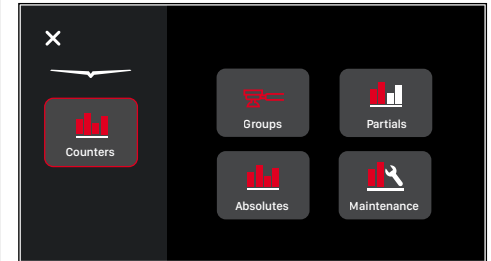 Counters
Groups
Partials
Absolutes
Maintenance